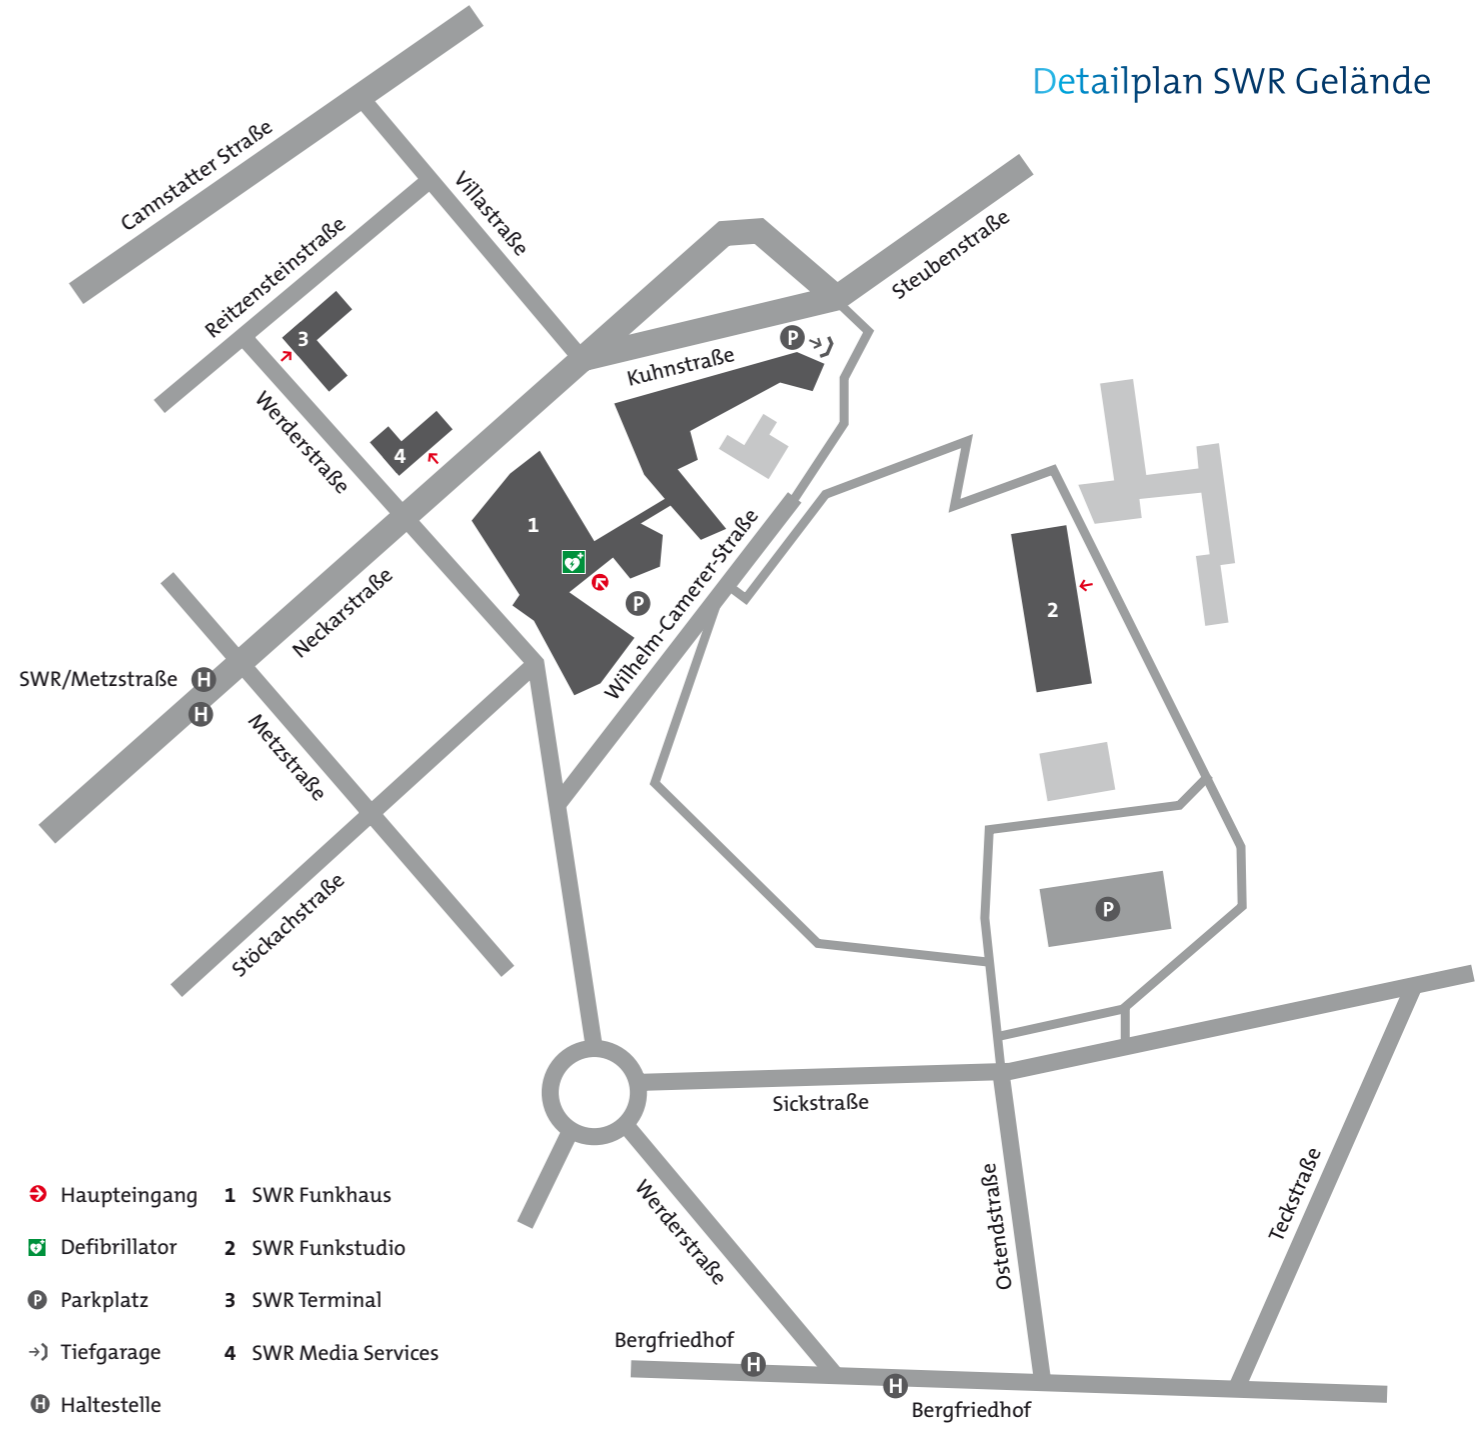 Detailplan SWR Gelände
Cannstatter Straße
Villastraße
Reitzensteinstraße
Steubenstraße
3
P
Kuhnstraße
Werderstraße
4
1
Wilhelm-Camerer-Straße
P
2
Neckarstraße
SWR/Metzstraße H
H
Metzstraße
Stöckachstraße
P
Sickstraße
Ostendstraße
Teckstraße
Werderstraße
Bergfriedhof
H
H
Bergfriedhof
Haupteingang
Defibrillator
P Parkplatz
Tiefgarage
H Haltestelle
1 SWR Funkhaus
2 SWR Funkstudio
3 SWR Terminal
4 SWR Media Services